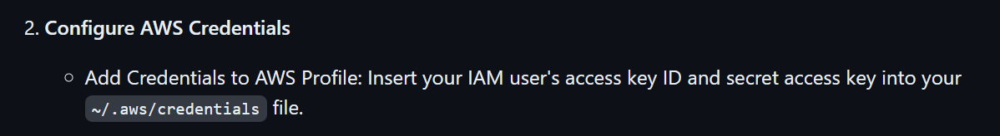 2. Configure AWS Credentials
Add Credentials to AWS Profile: Insert your IAM user's access key ID and secret access key into your
~/.aws/credentials file.